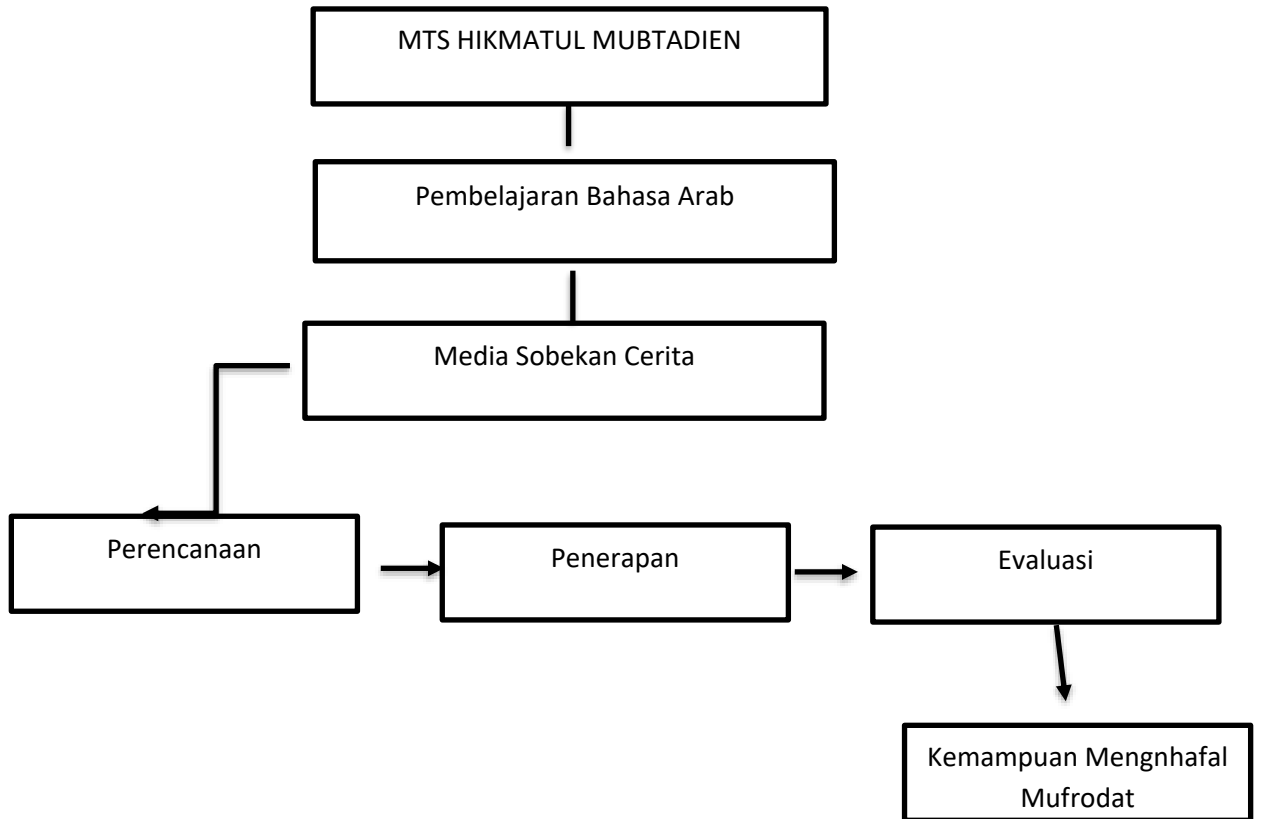 MTS HIKMATUL MUBTADIEN
Pembelajaran Bahasa Arab
Media Sobekan Cerita
Perencanaan
Penerapan
Evaluasi
Kemampuan Mengnhafal
Mufrodat